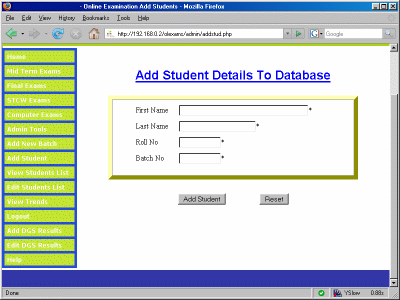 - Online Examination Add Students - Mozilla Firefox
File Edit View History Bookmarks Tools Help
http://192.168.0.2/olexams/admin/addstud.php
Google
Home
Mid Term Exams
Final Exams
STCW Exams
Computer Exams
Admin Tools
Add New Batch
Add Student
View Students List
Edit Students List
View Trends
Logout
Add DGS Results
Edit DGS Results
Help
Add Student Details To Database
First Name *
Last Name *
Roll No *
Batch No *
Add Student Reset
Done YSlow 0.88s